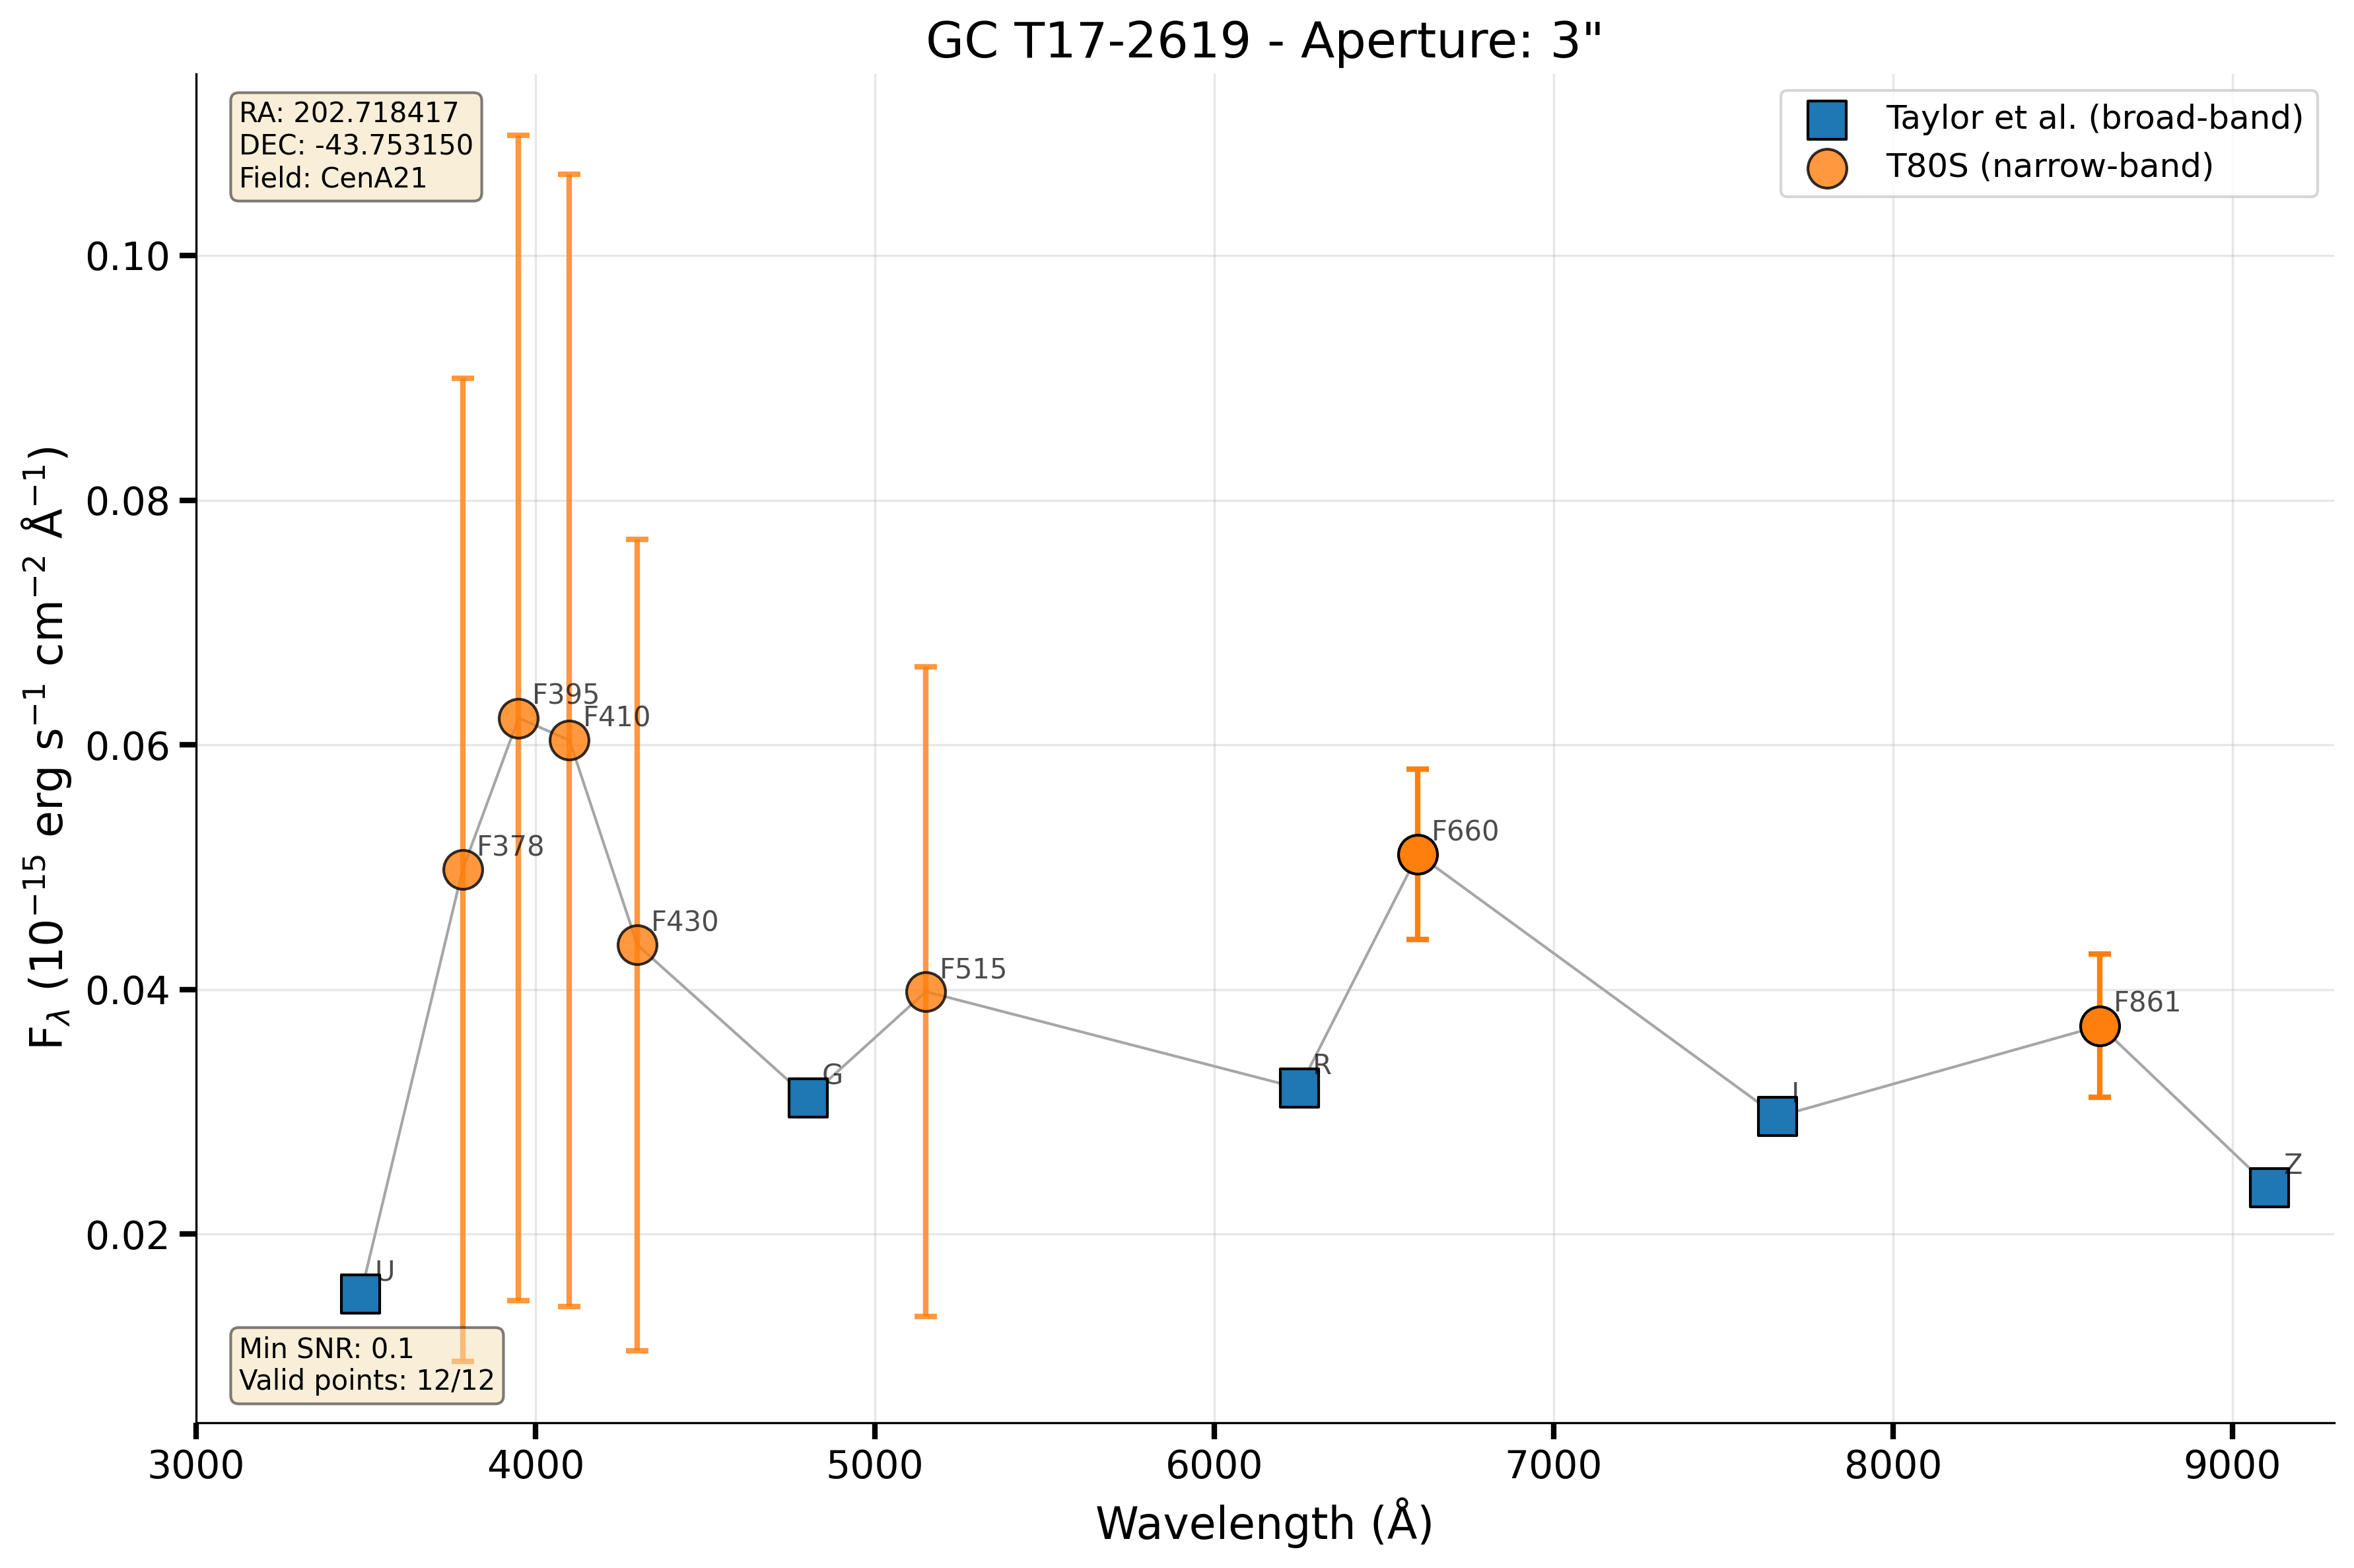 GC T17-2619 - Aperture: 3"
RA: 202.718417
DEC: -43.753150
Field: CenA21
Taylor et al. (broad-band)
T80S (narrow-band)
0.10
0.08
0.06
0.04
0.02
F_λ (10⁻¹⁵ erg s⁻¹ cm⁻² Å⁻¹)
U
F378
F395
F410
F430
G
F515
R
F660
I
F861
Z
Min SNR: 0.1
Valid points: 12/12
3000 4000 5000 6000 7000 8000 9000
Wavelength (Å)